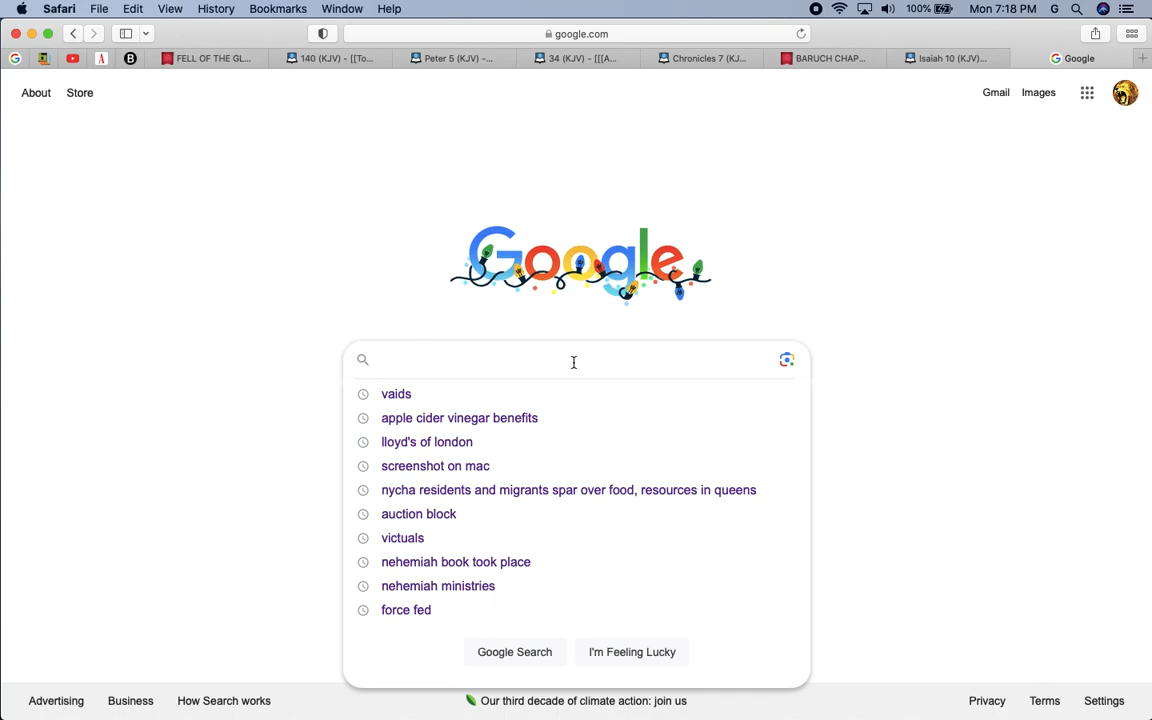 Safari File Edit View History Bookmarks Window Help 100% Mon 7:18 PM G
google.com
A B FELL OF THE GL... 140 (KJV) - [[To... Peter 5 (KJV) -... 34 (KJV) - [[[A... Chronicles 7 (KJ... BARUCH CHAP... Isaiah 10 (KJV)... Google
About Store Gmail Images
Google
vaids
apple cider vinegar benefits
lloyd's of london
screenshot on mac
nycha residents and migrants spar over food, resources in queens
auction block
victuals
nehemiah book took place
nehemiah ministries
force fed
Google Search I'm Feeling Lucky
Advertising Business How Search works Our third decade of climate action: join us Privacy Terms Settings